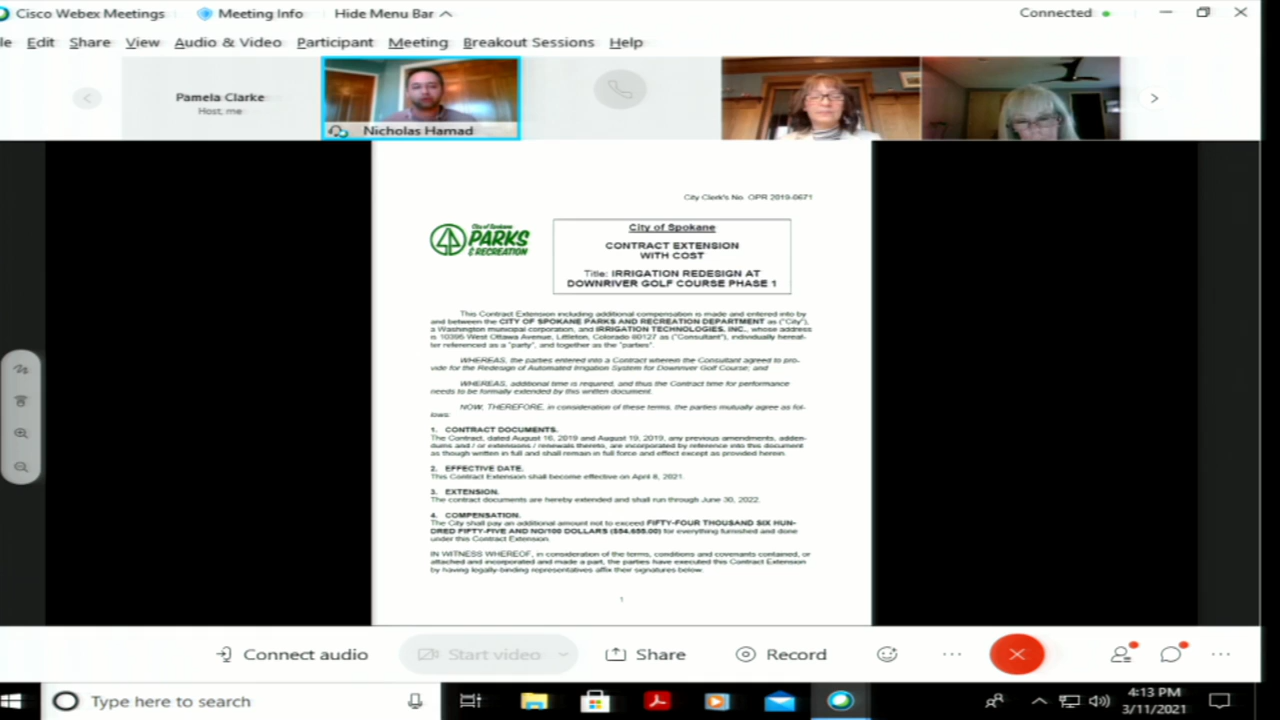 Cisco Webex Meetings Meeting Info Hide Menu Bar Connected
le Edit Share View Audio & Video Participant Meeting Breakout Sessions Help
Pamela Clarke
Host, me
Nicholas Hamad
City Clerk's No. OPR 2019-0671
City of Spokane
PARKS
& RECREATION
City of Spokane
CONTRACT EXTENSION
WITH COST
Title: IRRIGATION REDESIGN AT
DOWNRIVER GOLF COURSE PHASE 1
This Contract Extension including additional compensation is made and entered into by
and between the CITY OF SPOKANE PARKS AND RECREATION DEPARTMENT as ("City"),
a Washington municipal corporation, and IRRIGATION TECHNOLOGIES, INC., whose address
is 10395 West Ottawa Avenue, Littleton, Colorado 80127 as ("Consultant"), individually hereaf-
ter referenced as a "party", and together as the "parties".
WHEREAS, the parties entered into a Contract wherein the Consultant agreed to pro-
vide for the Redesign of Automated Irrigation System for Downriver Golf Course; and
WHEREAS, additional time is required, and thus the Contract time for performance
needs to be formally extended by this written document.
NOW, THEREFORE, in consideration of these terms, the parties mutually agree as fol-
lows:
1. CONTRACT DOCUMENTS.
The Contract, dated August 16, 2019 and August 19, 2019, any previous amendments, adden-
dums and / or extensions / renewals thereto, are incorporated by reference into this document
as though written in full and shall remain in full force and effect except as provided herein.
2. EFFECTIVE DATE.
This Contract Extension shall become effective on April 8, 2021.
3. EXTENSION.
The contract documents are hereby extended and shall run through June 30, 2022.
4. COMPENSATION.
The City shall pay an additional amount not to exceed FIFTY-FOUR THOUSAND SIX HUN-
DRED FIFTY-FIVE AND NO/100 DOLLARS ($54,655.00) for everything furnished and done
under this Contract Extension.
IN WITNESS WHEREOF, in consideration of the terms, conditions and covenants contained, or
attached and incorporated and made a part, the parties have executed this Contract Extension
by having legally-binding representatives affix their signatures below.
1
Connect audio Start video Share Record
Type here to search
4:13 PM
3/11/2021